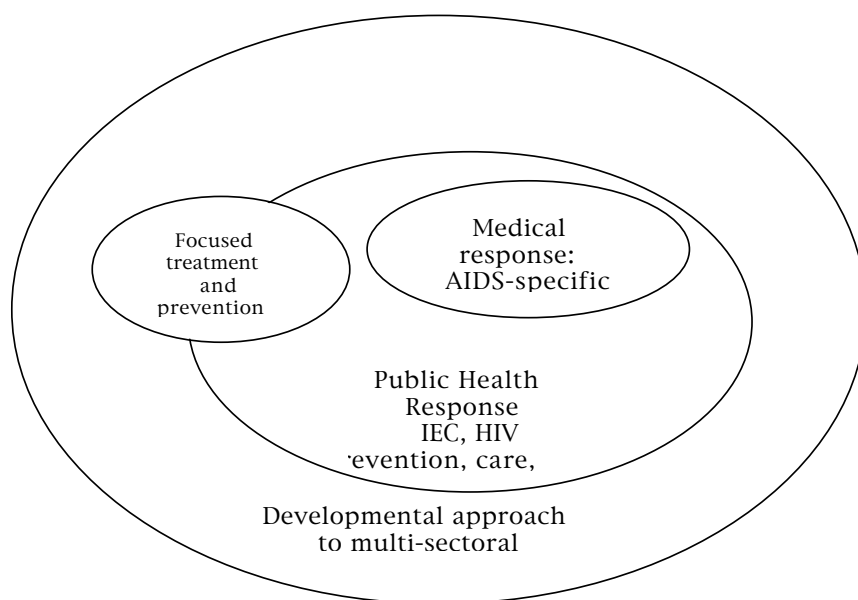 Focused
treatment
and
prevention
Medical
response:
AIDS-specific
Public Health
Response
IEC, HIV
evention, care,
Developmental approach
to multi-sectoral